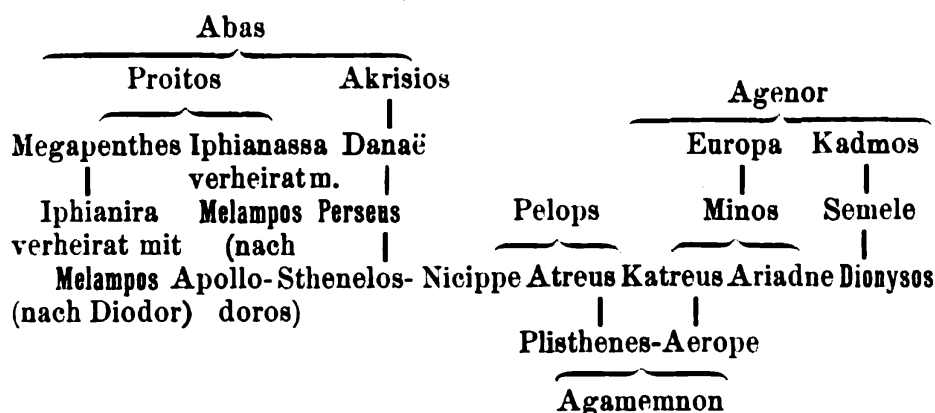 Abas
Proitos Akrisios
Agenor
Megapenthes Iphianassa Danaë Europa Kadmos
verheirat m.
Iphianira Melampos Perseus Pelops Minos Semele
verheirat mit (nach
Melampos Apollo- Sthenelos- Nicippe Atreus Katreus Ariadne Dionysos
(nach Diodor) doros)
Plisthenes-Aerope
Agamemnon